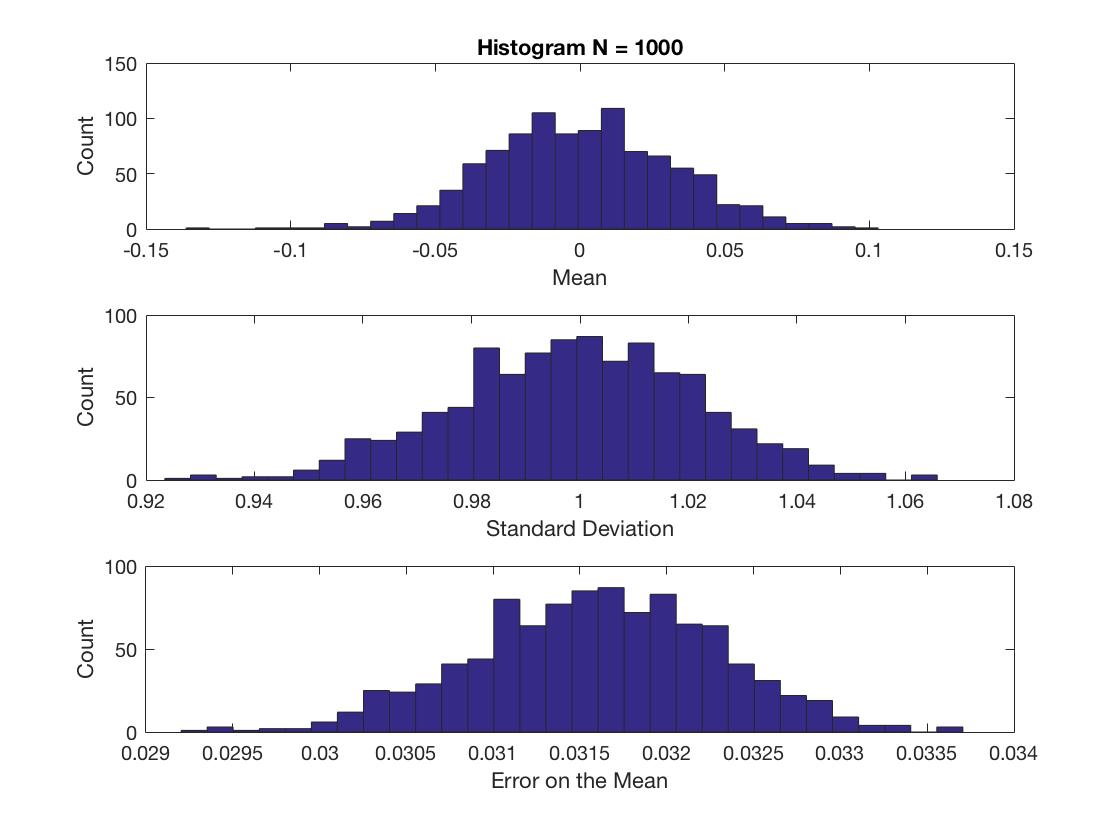 Histogram N = 1000
150
100
50
0
Count
-0.15 -0.1 -0.05 0 0.05 0.1 0.15
Mean
100
50
0
Count
0.92 0.94 0.96 0.98 1 1.02 1.04 1.06 1.08
Standard Deviation
100
50
0
Count
0.029 0.0295 0.03 0.0305 0.031 0.0315 0.032 0.0325 0.033 0.0335 0.034
Error on the Mean